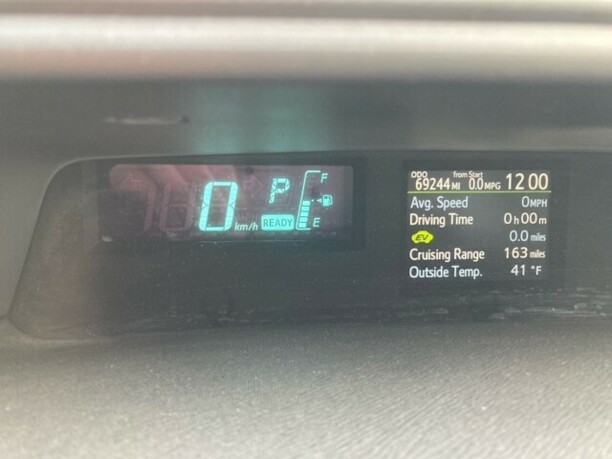 P F
0 km/h READY E
ODO from Start
69244 MI 0.0 MPG 12:00
Avg. Speed 0 MPH
Driving Time 0 h 00 m
EV 0.0 miles
Cruising Range 163 miles
Outside Temp. 41 °F